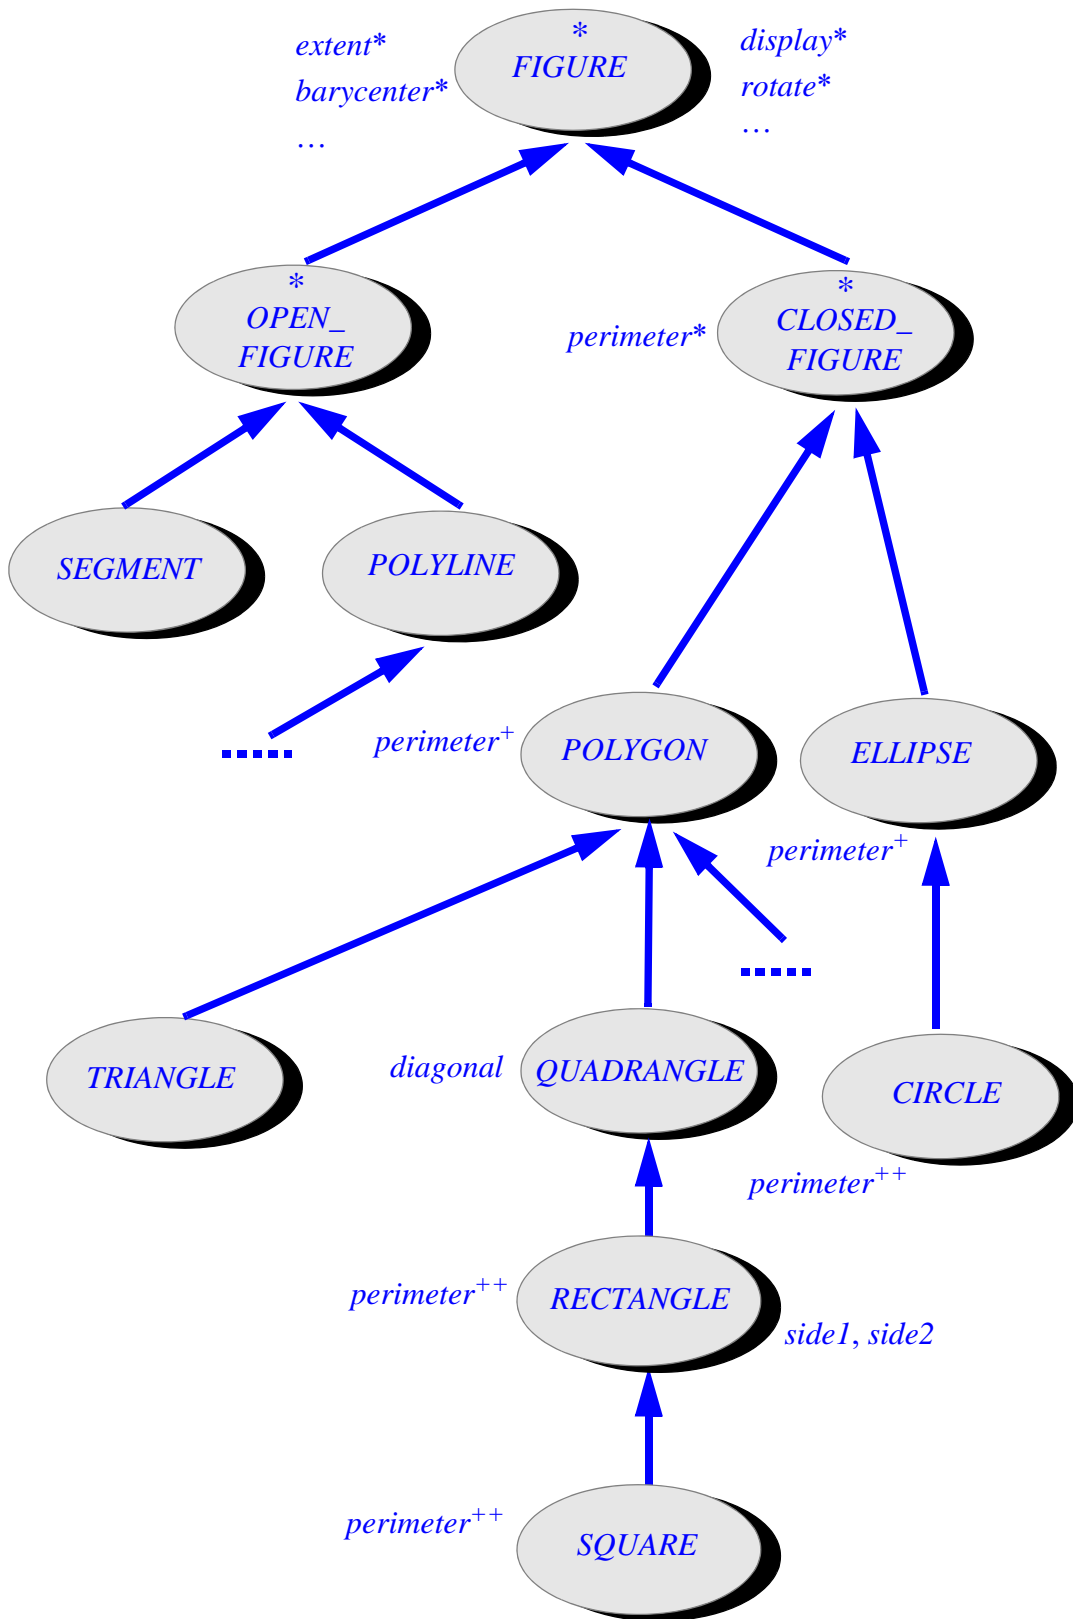 extent*
barycenter*
…
*
FIGURE
display*
rotate*
…
*
OPEN_
FIGURE
perimeter*
*
CLOSED_
FIGURE
SEGMENT
POLYLINE
perimeter⁺
POLYGON
ELLIPSE
perimeter⁺
TRIANGLE
diagonal
QUADRANGLE
CIRCLE
perimeter⁺⁺
perimeter⁺⁺
RECTANGLE
side1, side2
perimeter⁺⁺
SQUARE